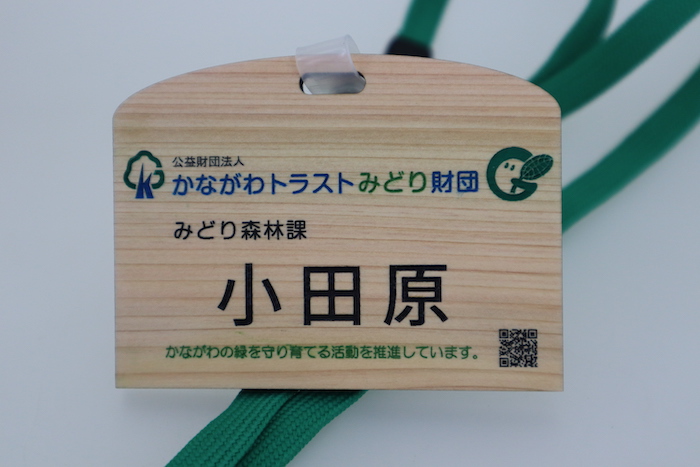 公益財団法人
かながわトラストみどり財団
みどり森林課
小田原
かながわの緑を守り育てる活動を推進しています。